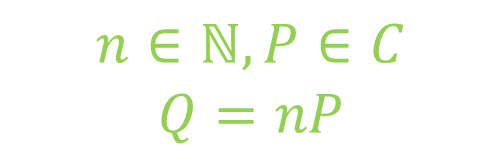 n ∈ ℕ, P ∈ C
Q = nP